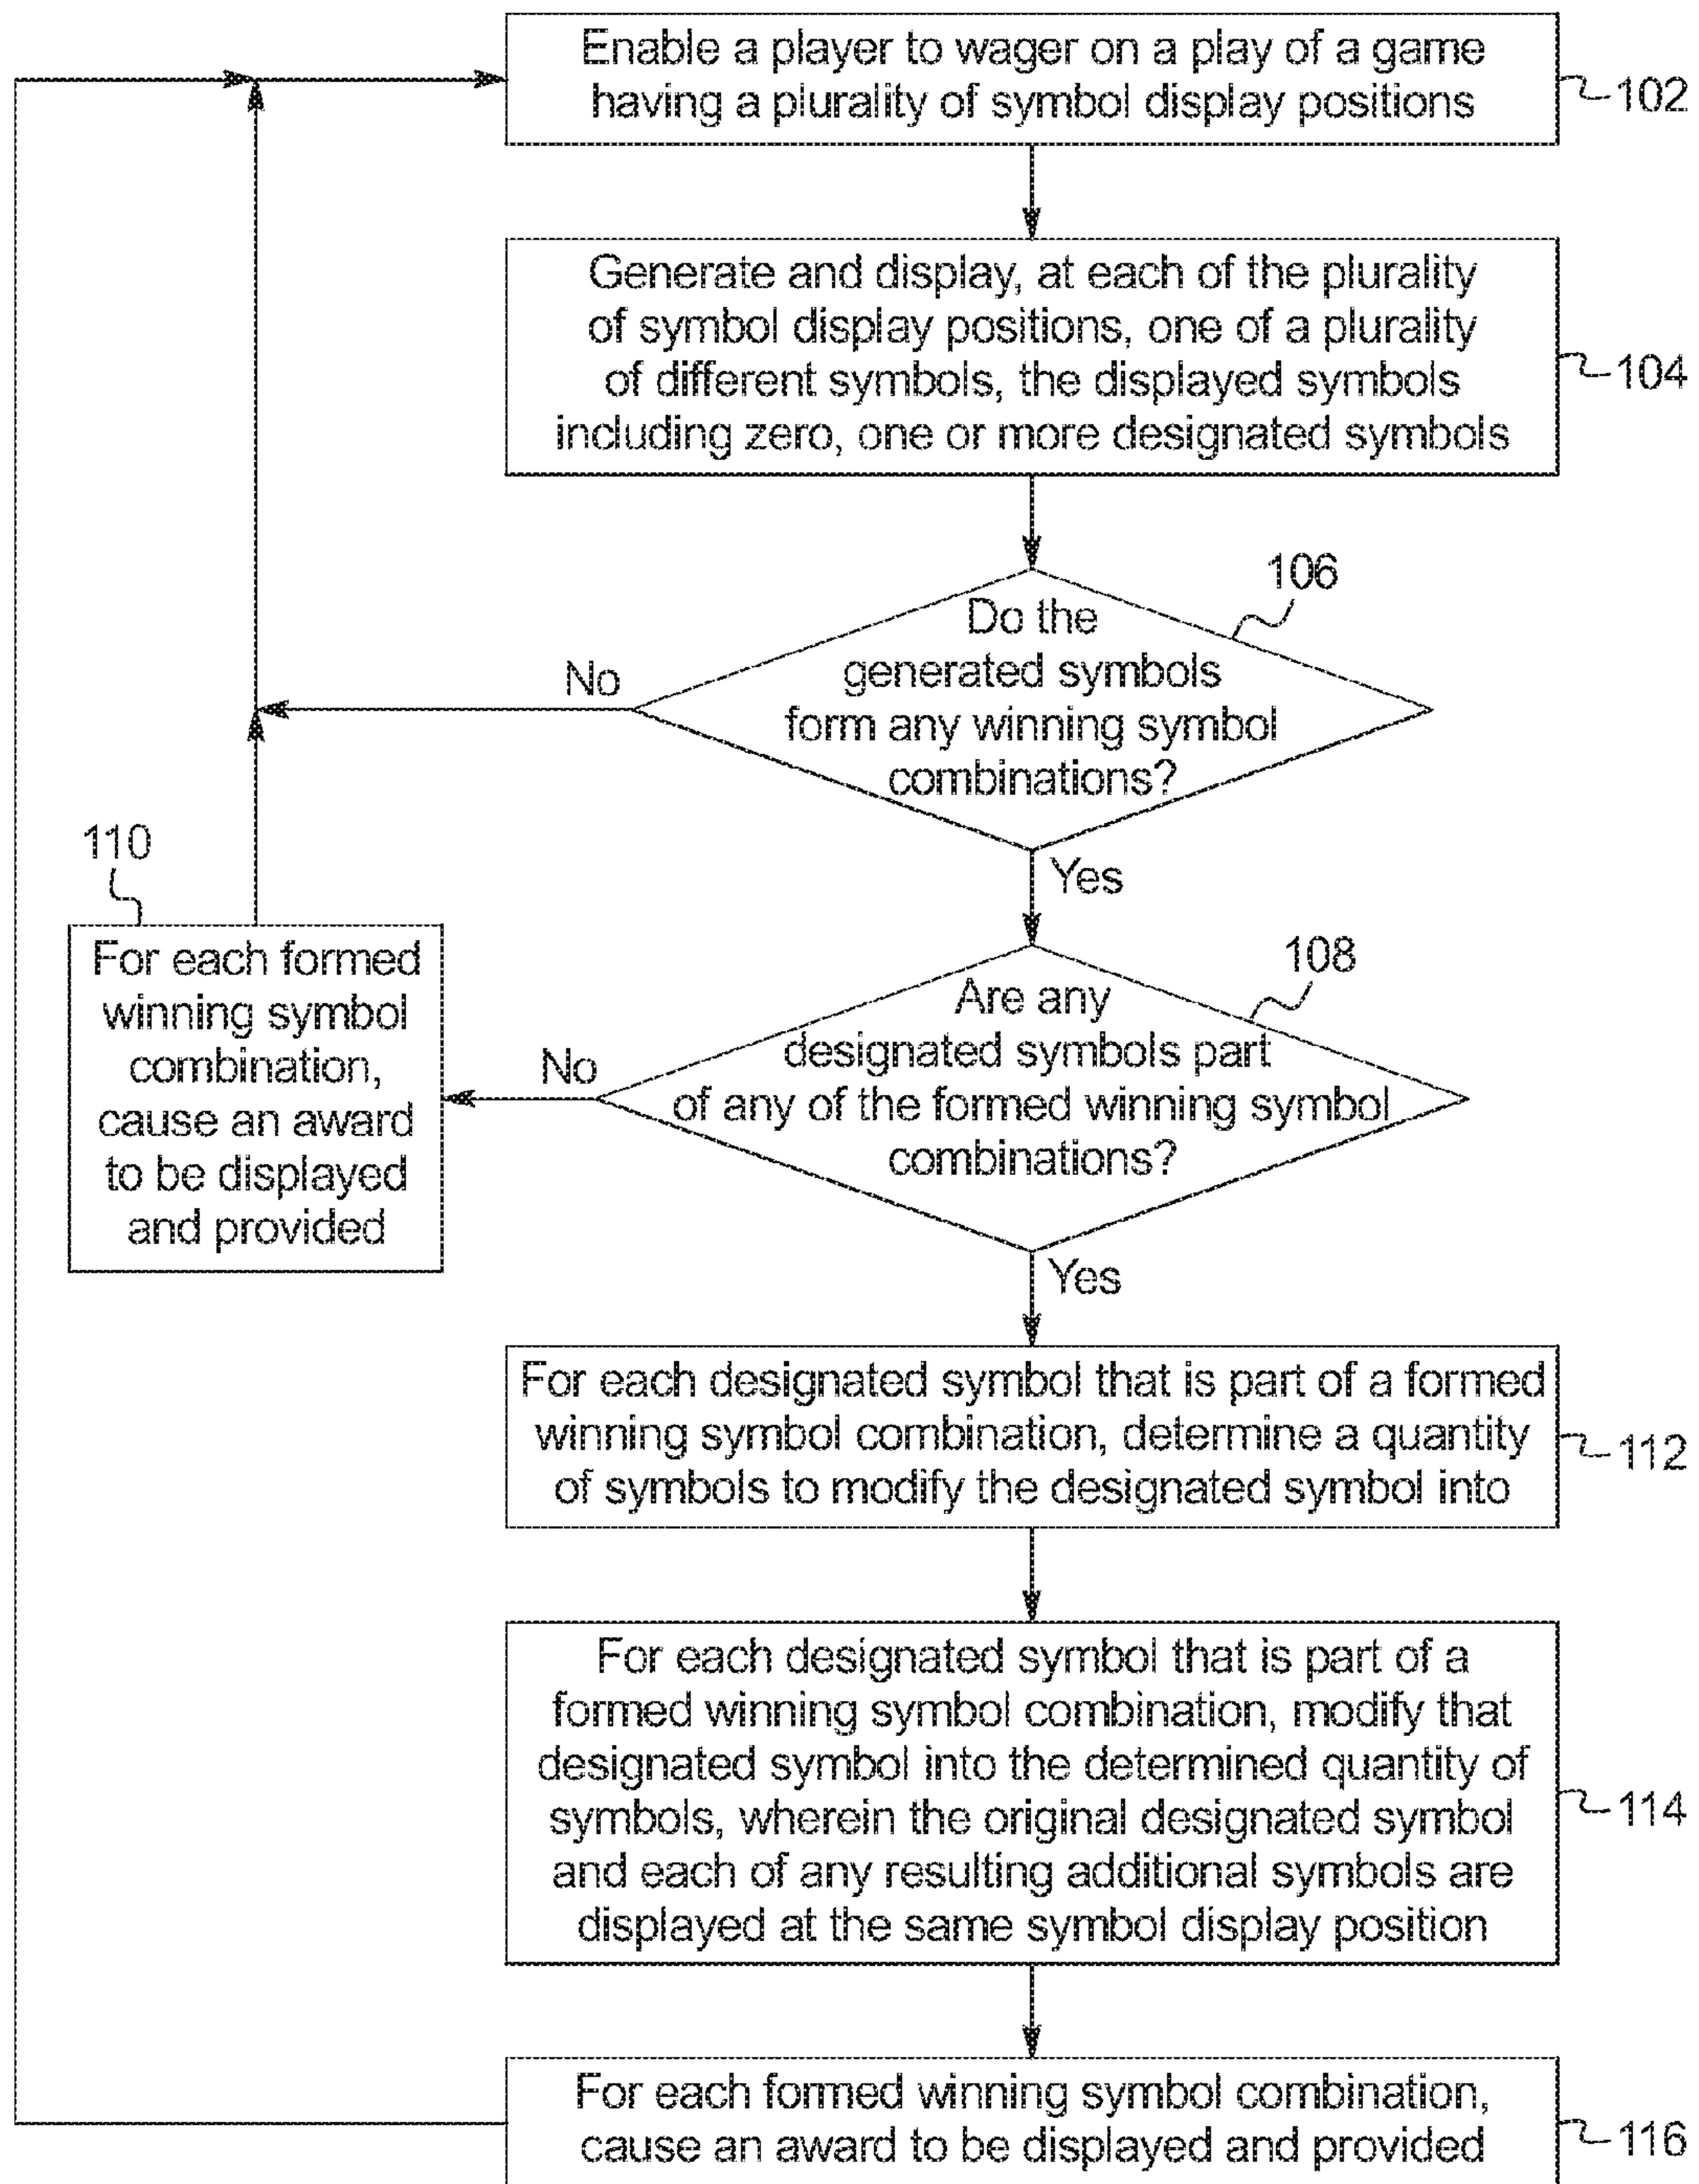 Enable a player to wager on a play of a game
having a plurality of symbol display positions
102
Generate and display, at each of the plurality
of symbol display positions, one of a plurality
of different symbols, the displayed symbols
including zero, one or more designated symbols
104
106
Do the
generated symbols
form any winning symbol
combinations?
No
Yes
110
For each formed
winning symbol
combination,
cause an award
to be displayed
and provided
108
Are any
designated symbols part
of any of the formed winning symbol
combinations?
No
Yes
For each designated symbol that is part of a formed
winning symbol combination, determine a quantity
of symbols to modify the designated symbol into
112
For each designated symbol that is part of a
formed winning symbol combination, modify that
designated symbol into the determined quantity of
symbols, wherein the original designated symbol
and each of any resulting additional symbols are
displayed at the same symbol display position
114
For each formed winning symbol combination,
cause an award to be displayed and provided
116